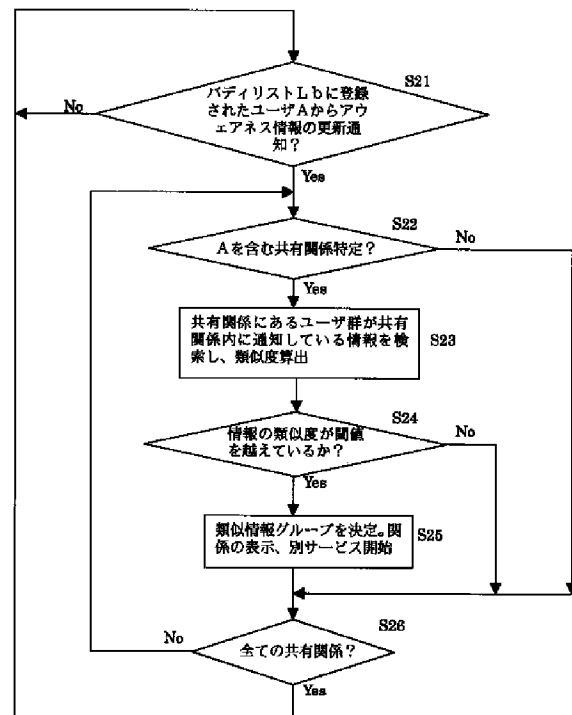 S21
バディリストLbに登録
されたユーザAからアウ
ェアネス情報の更新通
知?
No
Yes
S22
Aを含む共有関係特定?
No
Yes
共有関係にあるユーザ群が共有
関係内に通知している情報を検
索し、類似度算出
S23
S24
情報の類似度が閾値
を越えているか?
No
Yes
類似情報グループを決定。関
係の表示、別サービス開始
S25
S26
No
全ての共有関係?
Yes